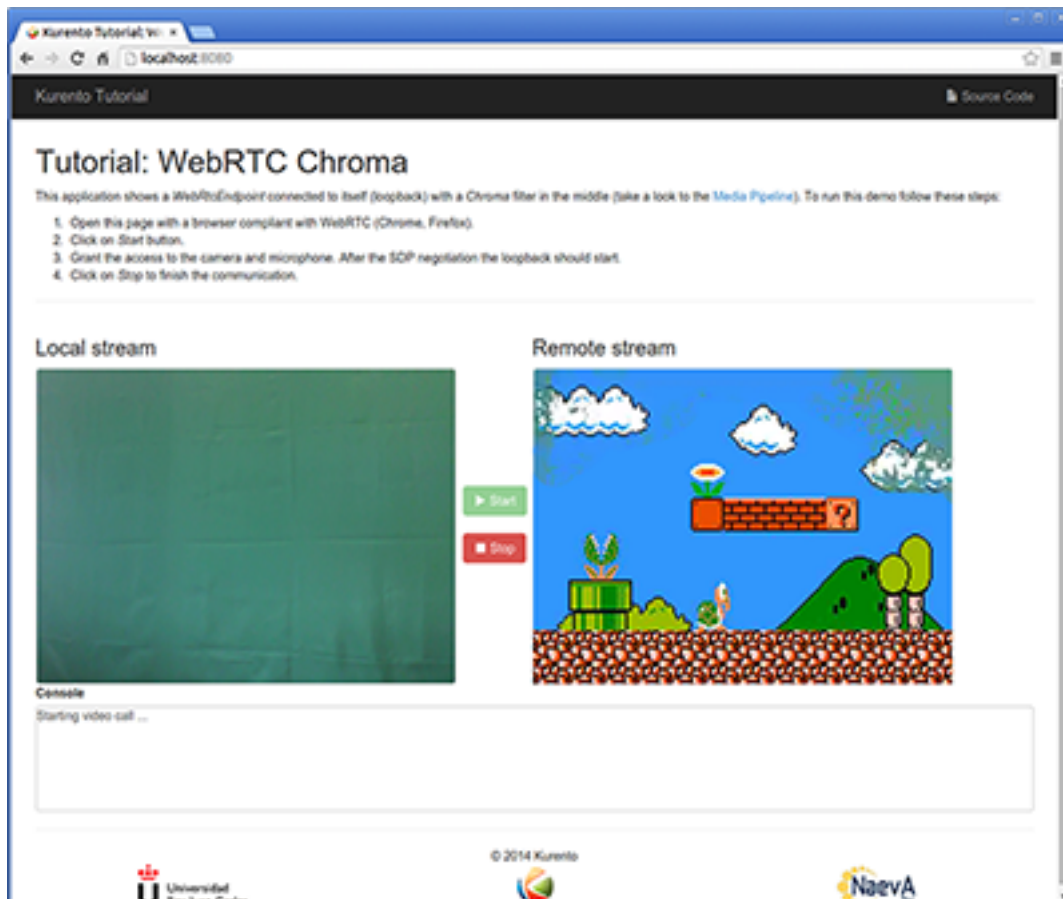 Kurento Tutorial: We
localhost:8080
Kurento Tutorial
Source Code
Tutorial: WebRTC Chroma
This application shows a WebRtcEndpoint connected to itself (loopback) with a Chroma filter in the middle (take a look to the Media Pipeline). To run this demo follow these steps:
1. Open this page with a browser compliant with WebRTC (Chrome, Firefox).
2. Click on Start button.
3. Grant the access to the camera and microphone. After the SDP negotiation the loopback should start.
4. Click on Stop to finish the communication.
Local stream
Remote stream
Start
?
Stop
Console
Starting video call ...
© 2014 Kurento
Universidad
NaevA